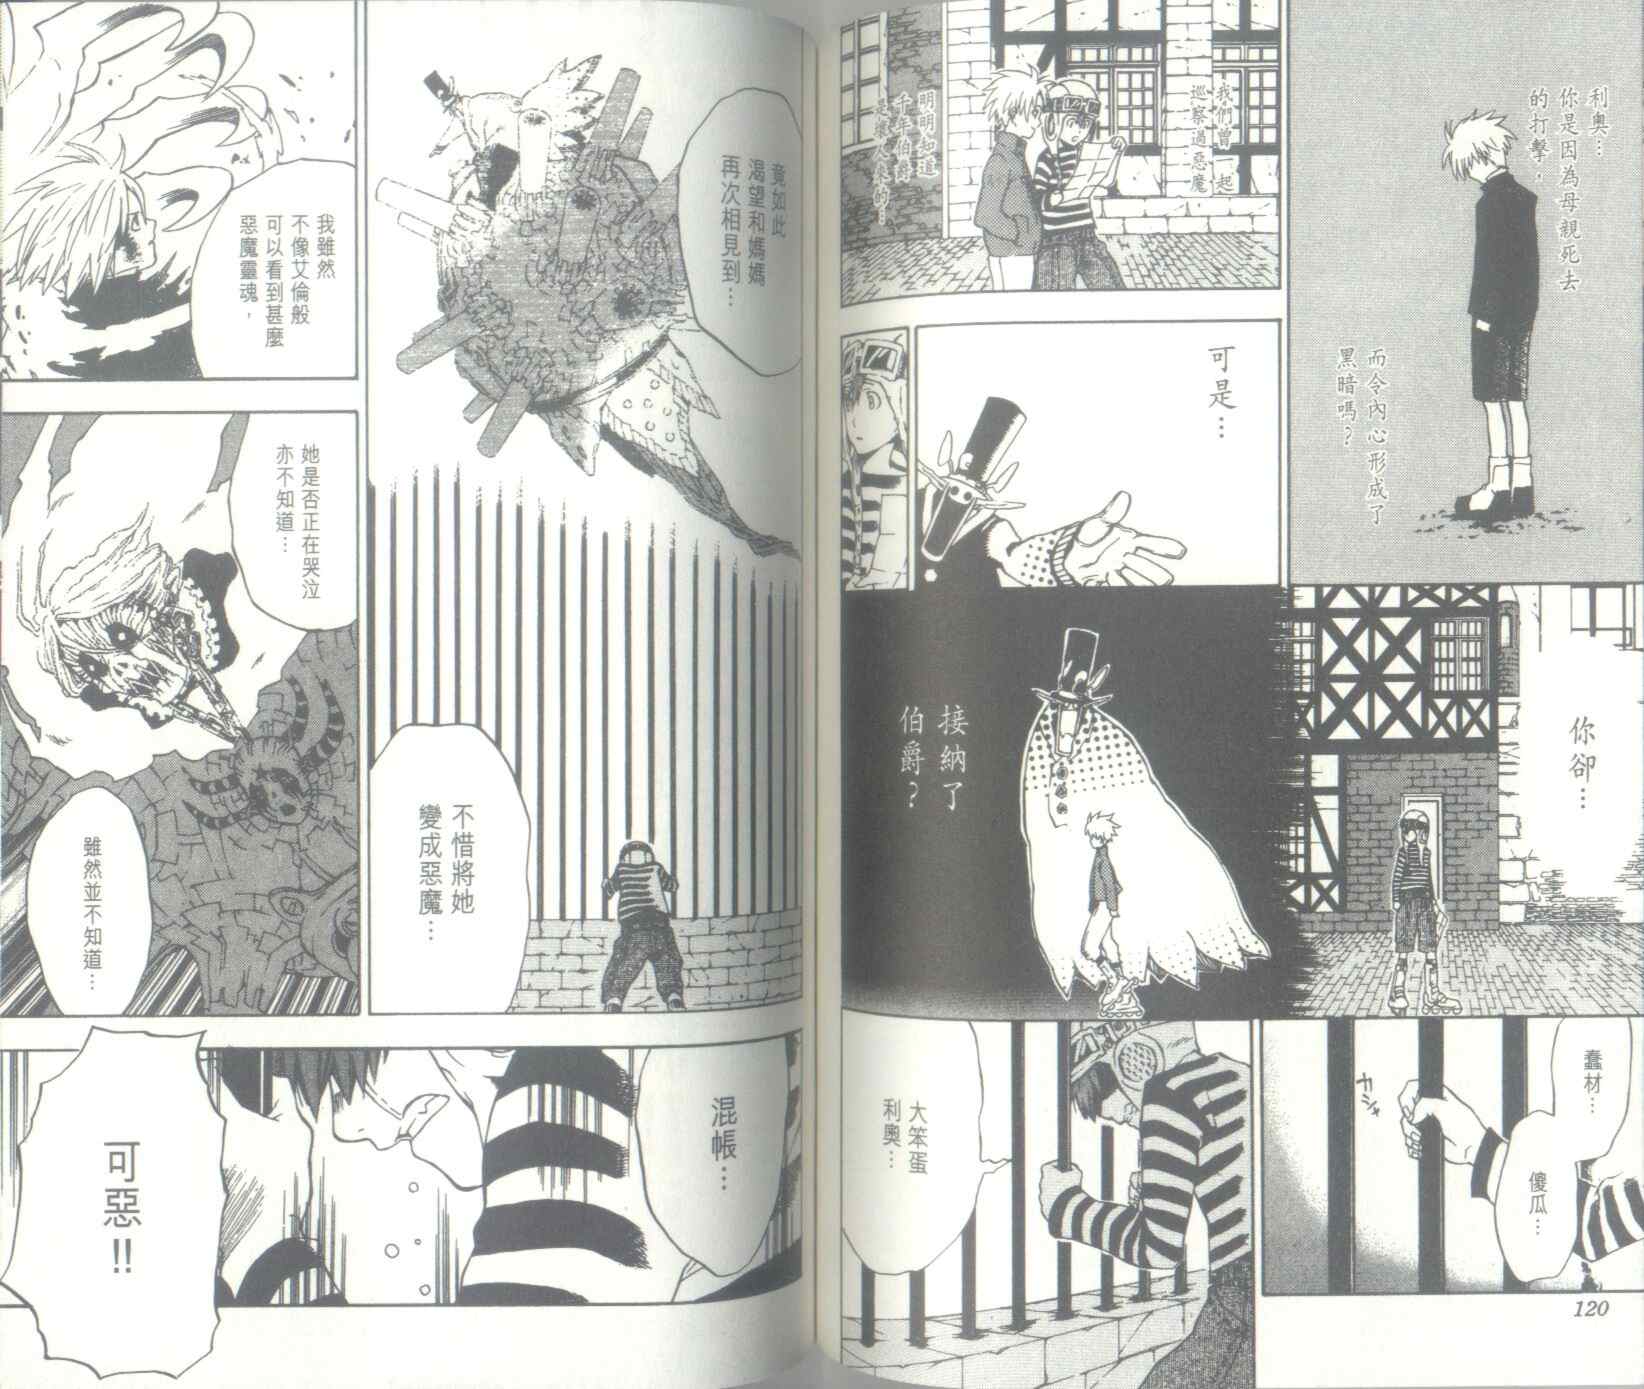 利奧…
你是因為母親死去
的打擊，
而令內心形成了
黑暗嗎？
我們曾一起
巡察過惡魔
明明知道
千年伯爵
是壞人來的…
可是…
你卻…
接納了
伯爵？
蠢材…
傻瓜…
カシャ
大笨蛋
利奧…
120
竟如此
渴望和媽媽
再次相見到…
不惜將她
變成惡魔…
我雖然
不像艾倫般
可以看到甚麼
惡魔靈魂，
她是否正在哭泣
亦不知道…
雖然並不知道…
混帳…
可惡!!